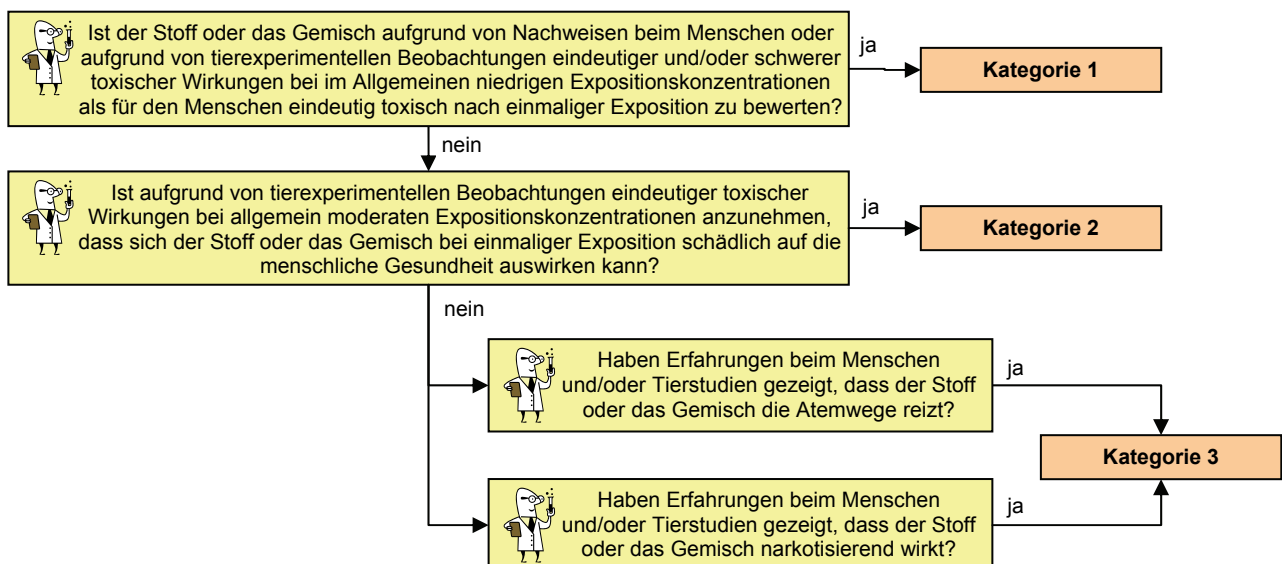 Ist der Stoff oder das Gemisch aufgrund von Nachweisen beim Menschen oder
aufgrund von tierexperimentellen Beobachtungen eindeutiger und/oder schwerer
toxischer Wirkungen bei im Allgemeinen niedrigen Expositionskonzentrationen
als für den Menschen eindeutig toxisch nach einmaliger Exposition zu bewerten?
ja
Kategorie 1
nein
Ist aufgrund von tierexperimentellen Beobachtungen eindeutiger toxischer
Wirkungen bei allgemein moderaten Expositionskonzentrationen anzunehmen,
dass sich der Stoff oder das Gemisch bei einmaliger Exposition schädlich auf die
menschliche Gesundheit auswirken kann?
ja
Kategorie 2
nein
Haben Erfahrungen beim Menschen
und/oder Tierstudien gezeigt, dass der Stoff
oder das Gemisch die Atemwege reizt?
ja
Kategorie 3
Haben Erfahrungen beim Menschen
und/oder Tierstudien gezeigt, dass der Stoff
oder das Gemisch narkotisierend wirkt?
ja